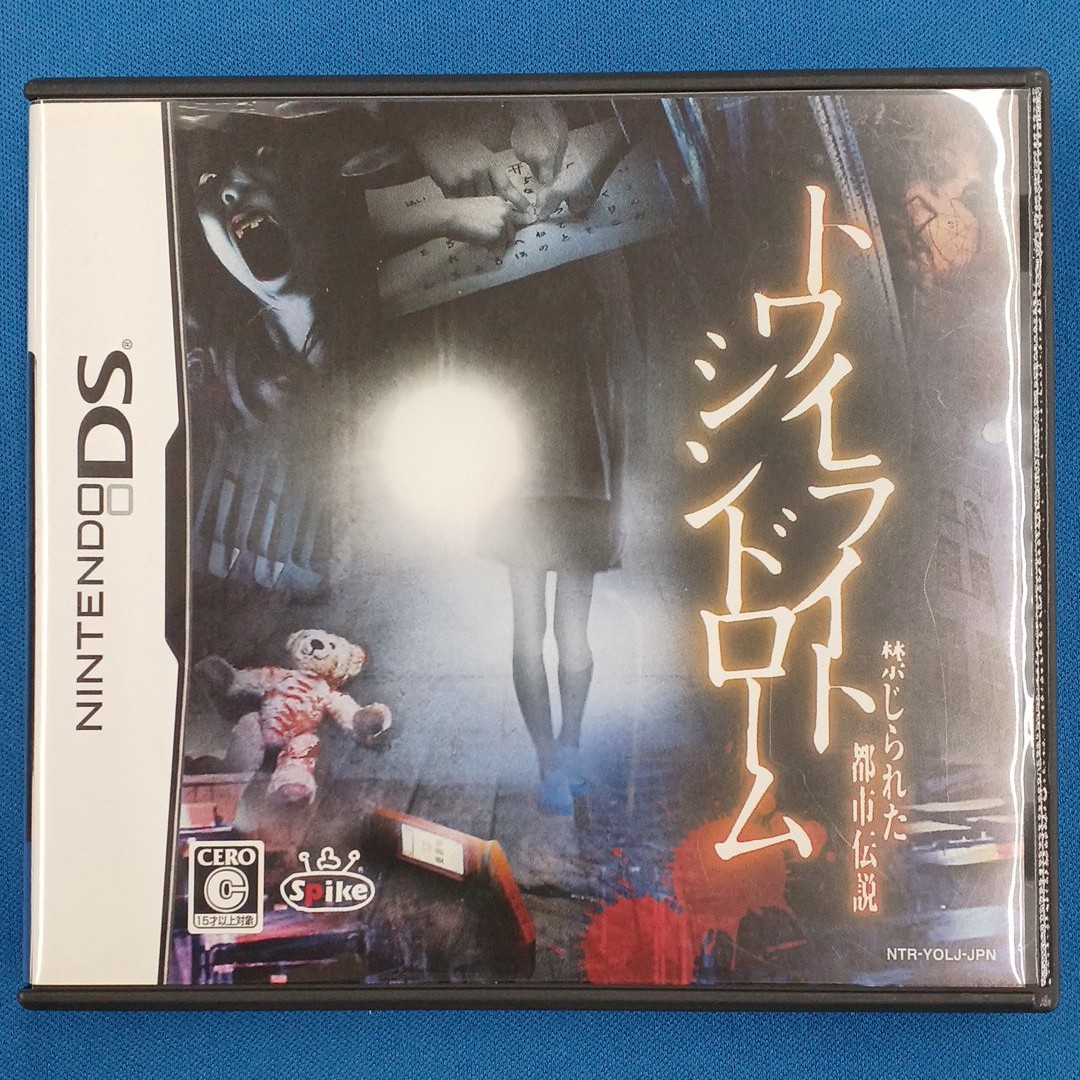 NINTENDO DS®
トワイライト
シンドローム
禁じられた
都市伝説
CERO
C
15才以上対象
Spike
NTR-YOLJ-JPN